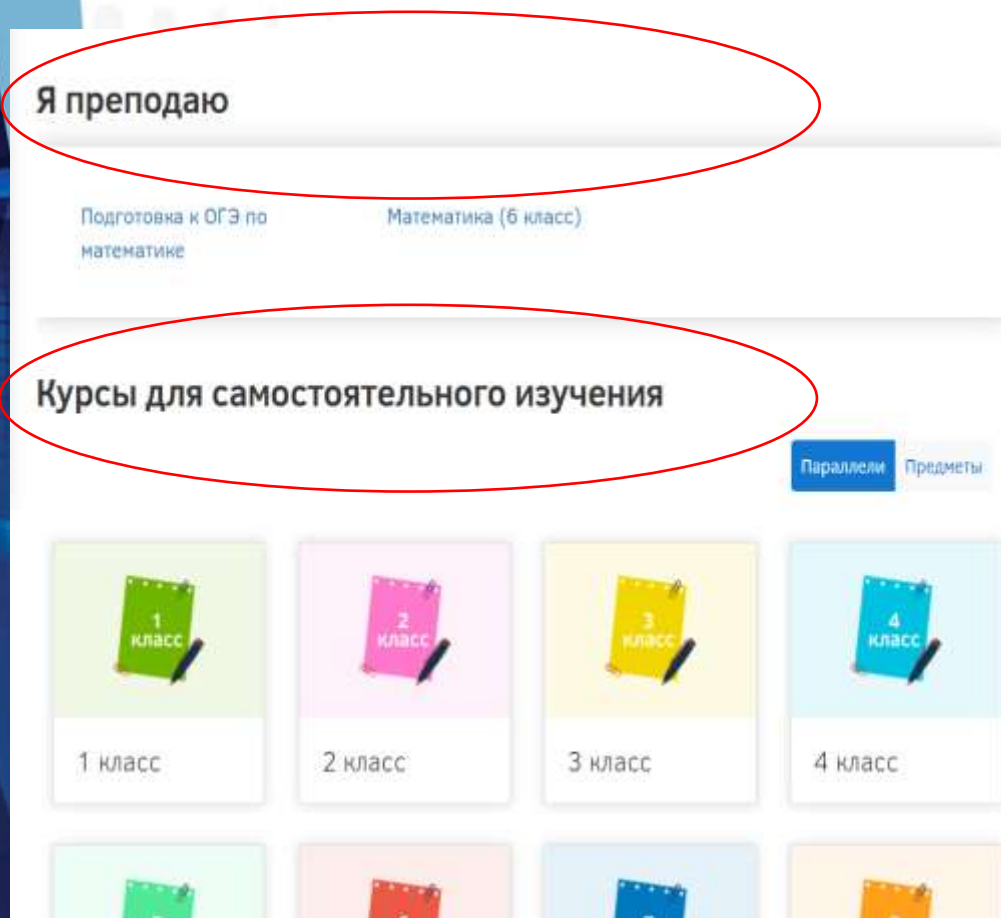 Я преподаю
Подготовка к ОГЭ по
математике
Математика (6 класс)
Курсы для самостоятельного изучения
Параллели Предметы
1
класс
2
класс
3
класс
4
класс
1 класс
2 класс
3 класс
4 класс